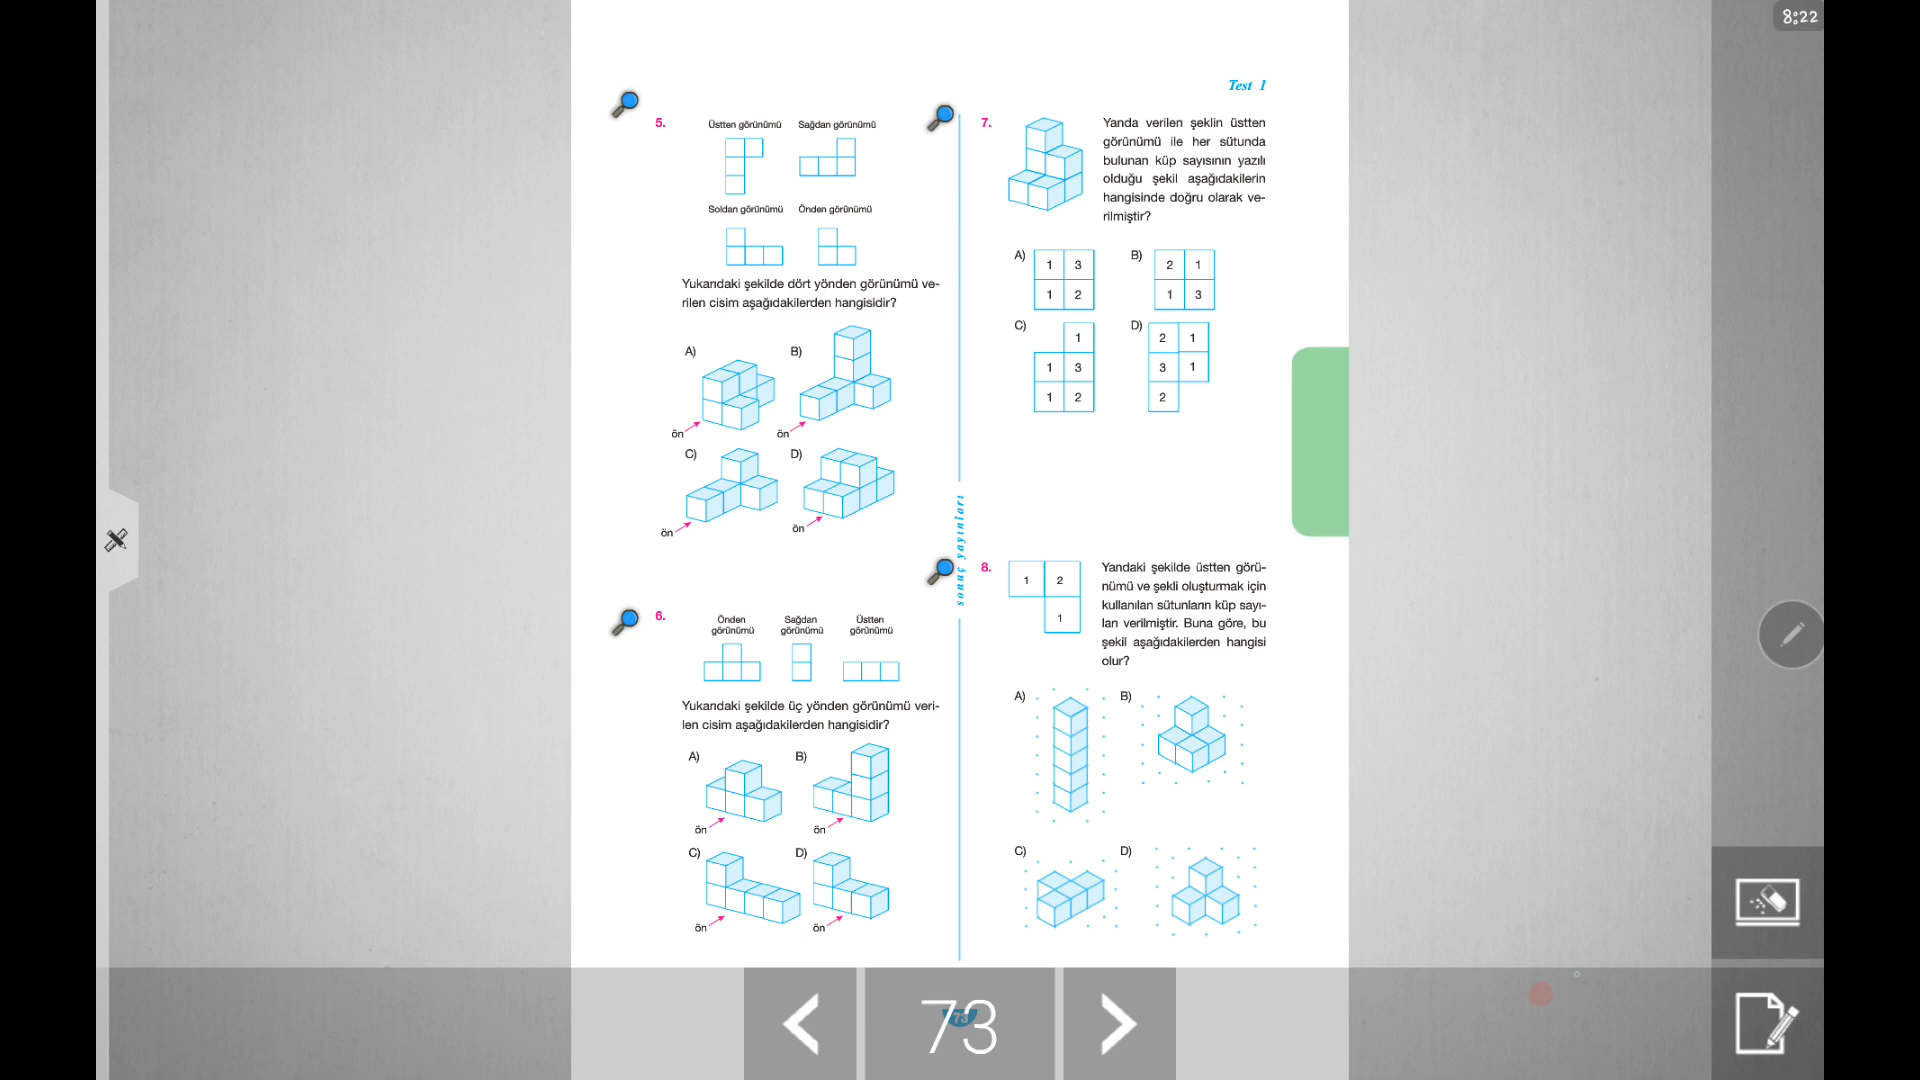 8:22
Test 1
5.
Üstten görünümü Sağdan görünümü
Soldan görünümü Önden görünümü
Yukarıdaki şekilde dört yönden görünümü ve-
rilen cisim aşağıdakilerden hangisidir?
A) B)
ön ön
C) D)
ön ön
6.
Önden görünümü Sağdan görünümü Üstten görünümü
Yukarıdaki şekilde üç yönden görünümü veri-
len cisim aşağıdakilerden hangisidir?
A) B)
ön ön
C) D)
ön ön
sonuç yayınları
7.
Yanda verilen şeklin üstten
görünümü ile her sütunda
bulunan küp sayısının yazılı
olduğu şekil aşağıdakilerin
hangisinde doğru olarak ve-
rilmiştir?
A) 1 3
1 2
B) 2 1
1 3
C) 1
1 3
1 2
D) 2 1
3 1
2
8.
1 2
1
Yandaki şekilde üstten görü-
nümü ve şekli oluşturmak için
kullanılan sütunların küp sayı-
ları verilmiştir. Buna göre, bu
şekil aşağıdakilerden hangisi
olur?
A) B)
C) D)
73
73